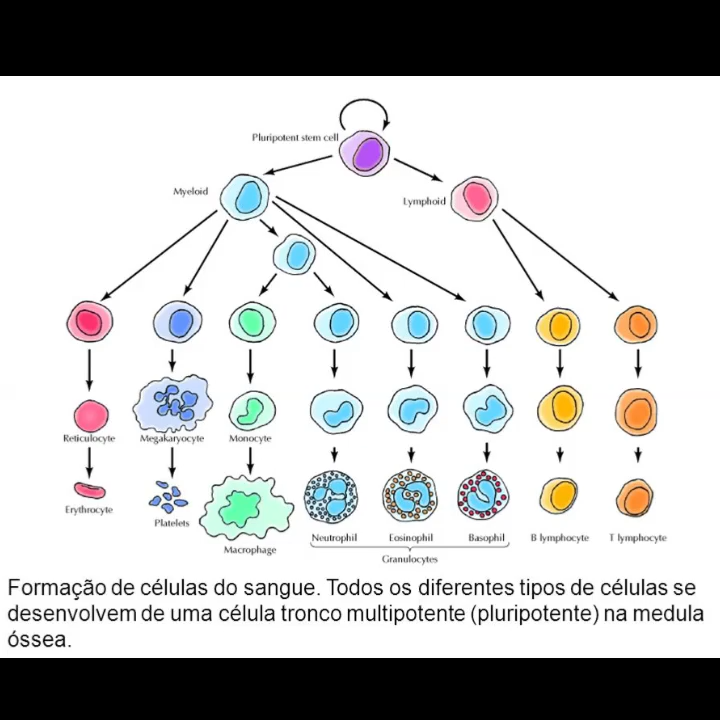 Pluripotent stem cell
Myeloid
Lymphoid
Reticulocyte
Megakaryocyte
Monocyte
Erythrocyte
Platelets
Macrophage
Neutrophil
Eosinophil
Basophil
B lymphocyte
T lymphocyte
Granulocytes
Formação de células do sangue. Todos os diferentes tipos de células se
desenvolvem de uma célula tronco multipotente (pluripotente) na medula
óssea.